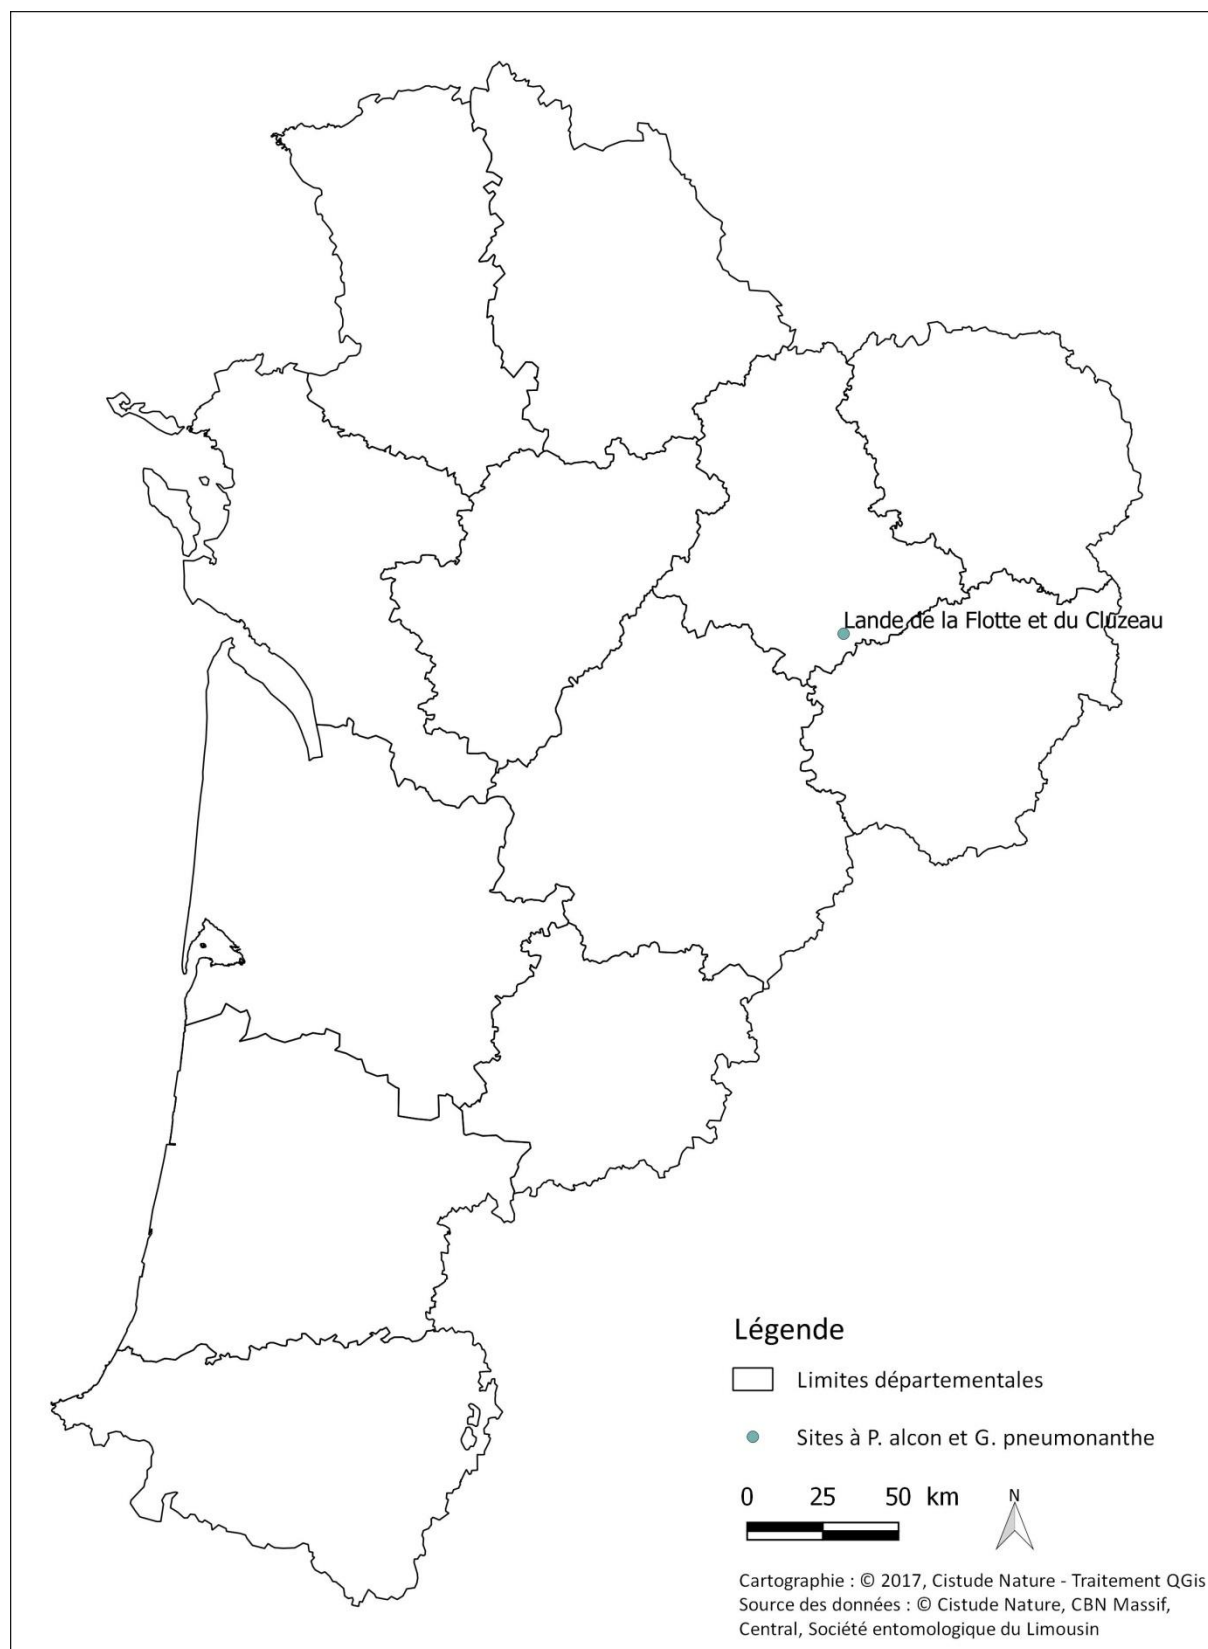 Lande de la Flotte et du Cluzeau
Légende
Limites départementales
Sites à P. alcon et G. pneumonanthe
0 25 50 km
N
Cartographie : © 2017, Cistude Nature - Traitement QGis
Source des données : © Cistude Nature, CBN Massif,
Central, Société entomologique du Limousin